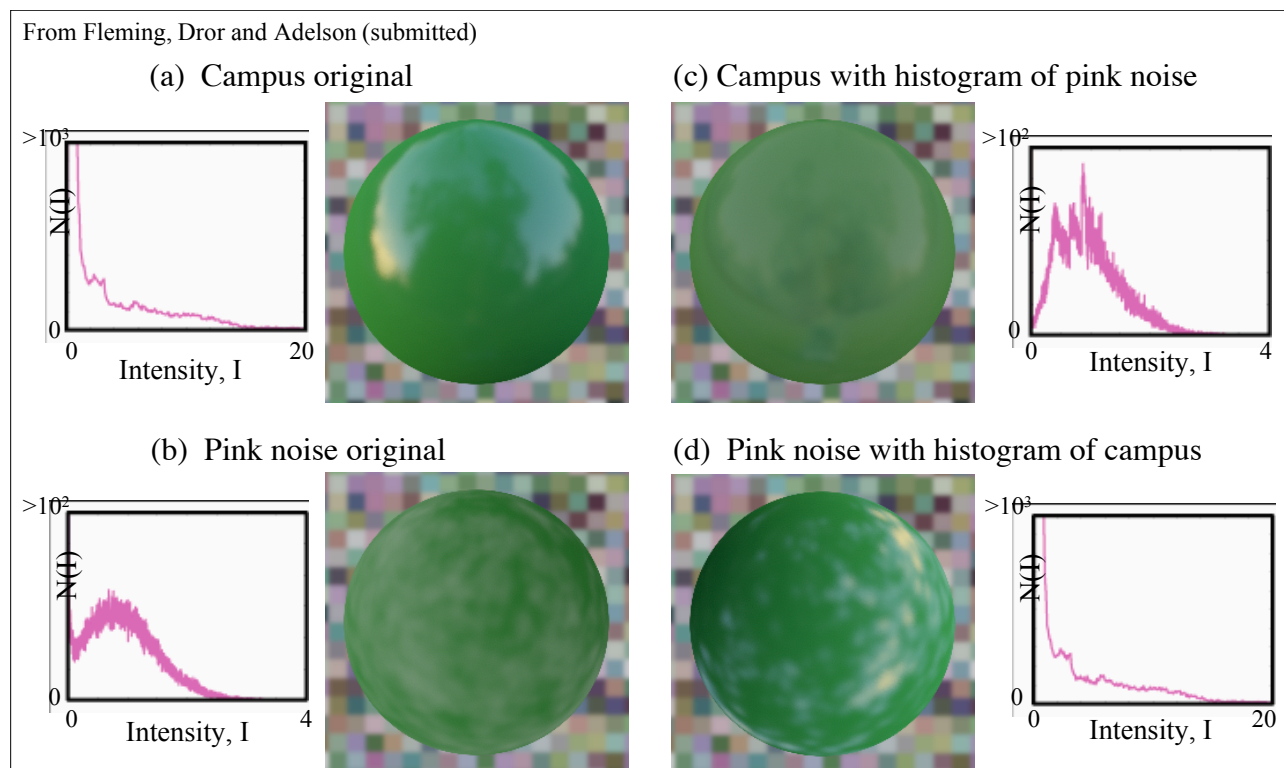 From Fleming, Dror and Adelson (submitted)
(a) Campus original
(c) Campus with histogram of pink noise
>10³
N(I)
0
0 20
Intensity, I
>10²
N(I)
0
0 4
Intensity, I
(b) Pink noise original
(d) Pink noise with histogram of campus
>10²
N(I)
0
0 4
Intensity, I
>10³
N(I)
0
0 20
Intensity, I